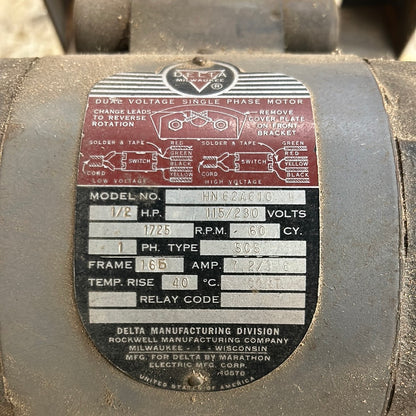 DELTA
MILWAUKEE
®
DUAL VOLTAGE SINGLE PHASE MOTOR
CHANGE LEADS TO REVERSE ROTATION
REMOVE COVER PLATE ON FRONT BRACKET
SOLDER & TAPE RED SOLDER & TAPE GREEN
RED
SWITCH GREEN SWITCH RED
YELLOW YELLOW
CORD BLACK CORD BLACK
LOW VOLTAGE HIGH VOLTAGE
MODEL NO.
1/2 H.P. 115/230 VOLTS
1725 R.P.M. 60 CY.
1 PH. TYPE
FRAME AMP.
TEMP. RISE 40 °C.
RELAY CODE
DELTA MANUFACTURING DIVISION
ROCKWELL MANUFACTURING COMPANY
MILWAUKEE - 1 - WISCONSIN
MFG. FOR DELTA BY MARATHON
ELECTRIC MFG. CORP.
UNITED STATES OF AMERICA